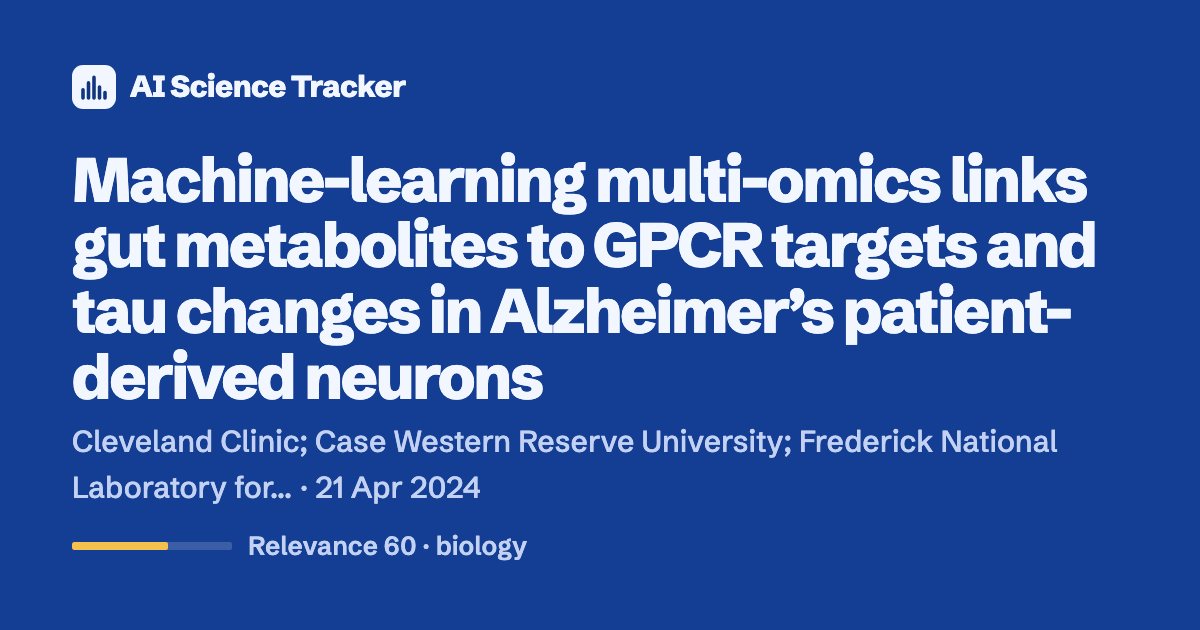 AI Science Tracker
Machine-learning multi-omics links
gut metabolites to GPCR targets and
tau changes in Alzheimer’s patient-
derived neurons
Cleveland Clinic; Case Western Reserve University; Frederick National
Laboratory for... · 21 Apr 2024
Relevance 60 · biology